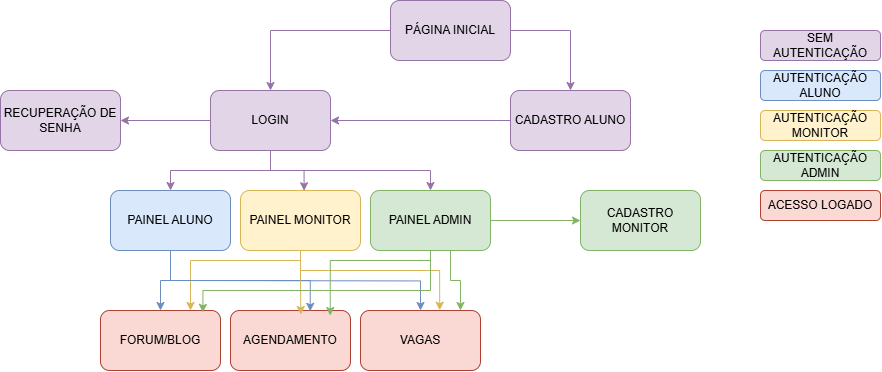 PÁGINA INICIAL
RECUPERAÇÃO DE
SENHA
LOGIN
CADASTRO ALUNO
PAINEL ALUNO
PAINEL MONITOR
PAINEL ADMIN
CADASTRO
MONITOR
FORUM/BLOG
AGENDAMENTO
VAGAS
SEM
AUTENTICAÇÃO
AUTENTICAÇÃO
ALUNO
AUTENTICAÇÃO
MONITOR
AUTENTICAÇÃO
ADMIN
ACESSO LOGADO